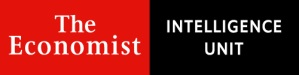 The
Economist
INTELLIGENCE
UNIT